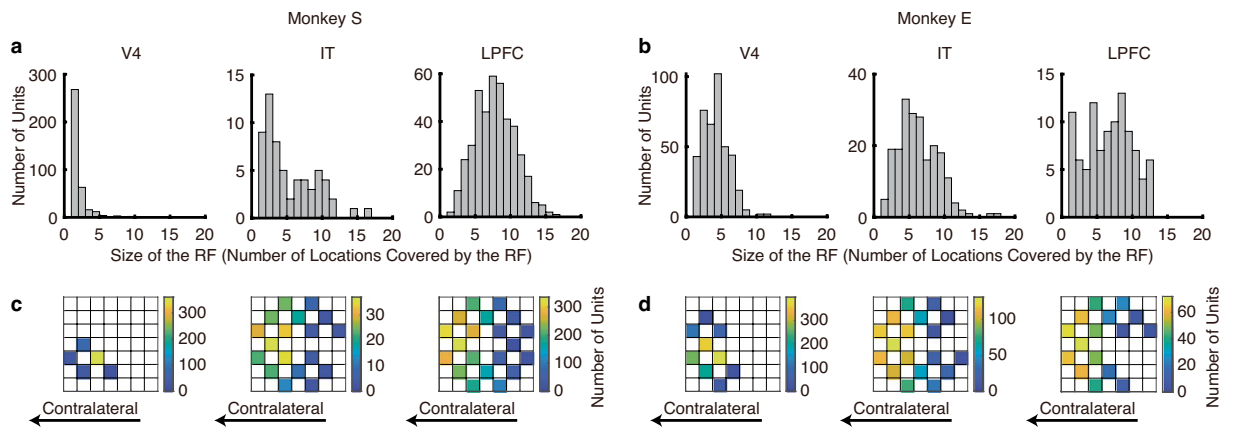 Monkey S
Monkey E
a
V4
IT
LPFC
b
V4
IT
LPFC
Number of Units
300
200
100
0
0 5 10 15 20
15
10
5
0
0 5 10 15 20
60
40
20
0
0 5 10 15 20
Size of the RF (Number of Locations Covered by the RF)
Number of Units
100
50
0
0 5 10 15 20
40
20
0
0 5 10 15 20
15
10
5
0
0 5 10 15 20
Size of the RF (Number of Locations Covered by the RF)
c
300
200
100
0
30
20
10
0
300
200
100
0
Number of Units
Contralateral
Contralateral
Contralateral
d
300
200
100
0
100
50
0
60
40
20
0
Number of Units
Contralateral
Contralateral
Contralateral